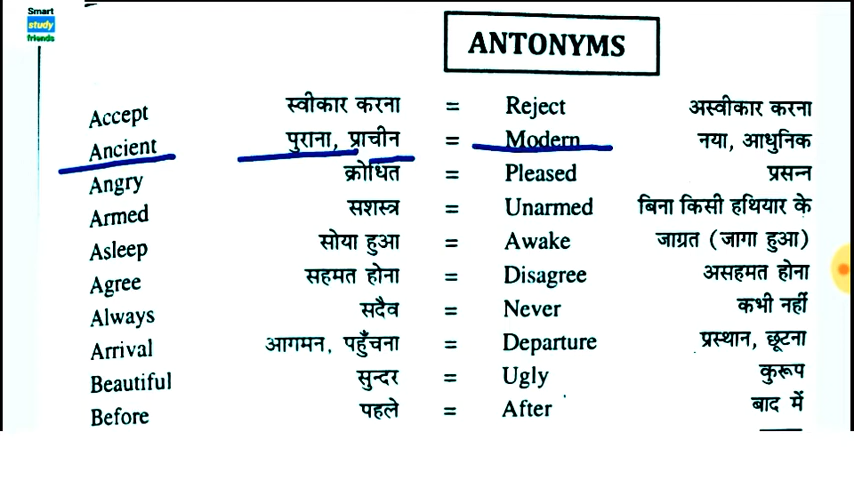 Smart
study
friends
ANTONYMS
Accept स्वीकार करना = Reject अस्वीकार करना
Ancient पुराना, प्राचीन = Modern नया, आधुनिक
Angry क्रोधित = Pleased प्रसन्न
Armed सशस्त्र = Unarmed बिना किसी हथियार के
Asleep सोया हुआ = Awake जाग्रत (जागा हुआ)
Agree सहमत होना = Disagree असहमत होना
Always सदैव = Never कभी नहीं
Arrival आगमन, पहुँचना = Departure प्रस्थान, छूटना
Beautiful सुन्दर = Ugly कुरूप
Before पहले = After बाद में